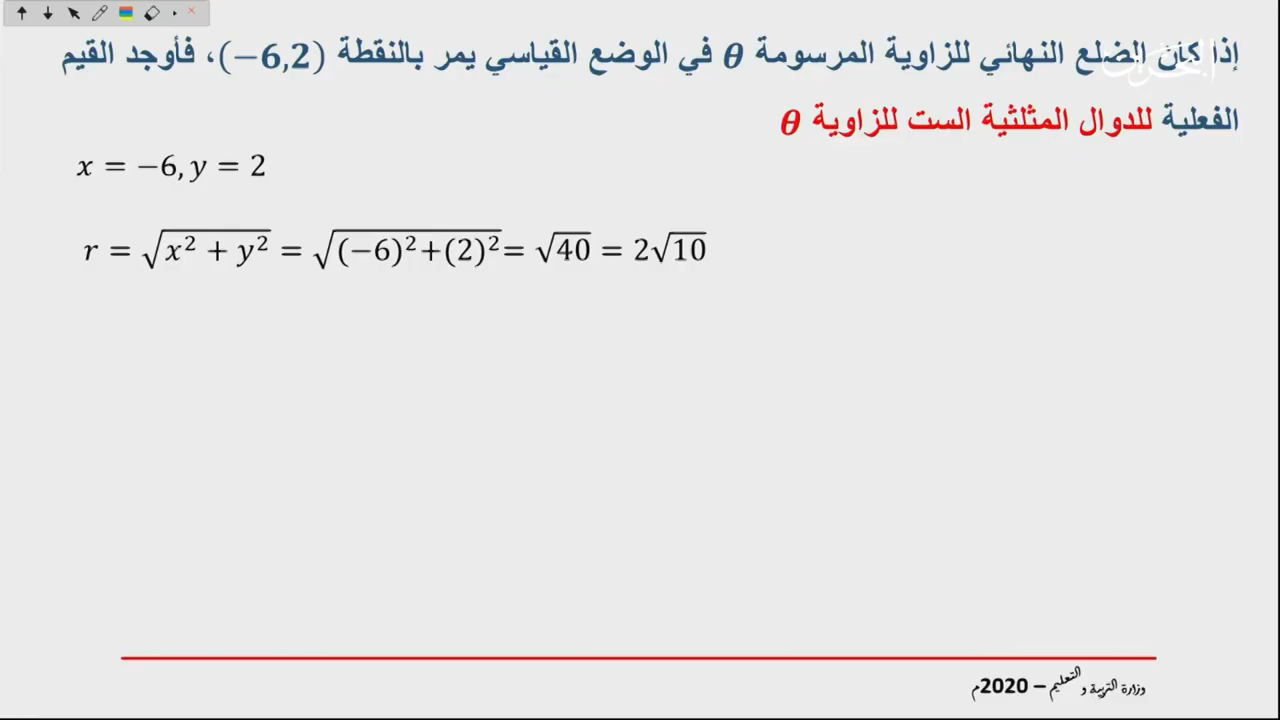 إذا كان الضلع النهائي للزاوية المرسومة θ في الوضع القياسي يمر بالنقطة (−6,2)، فأوجد القيم
الفعلية للدوال المثلثية الست للزاوية θ
x = −6, y = 2
r = √(x² + y²) = √((−6)²+(2)²) = √40 = 2√10
وزارة التربية و التعليم – 2020م